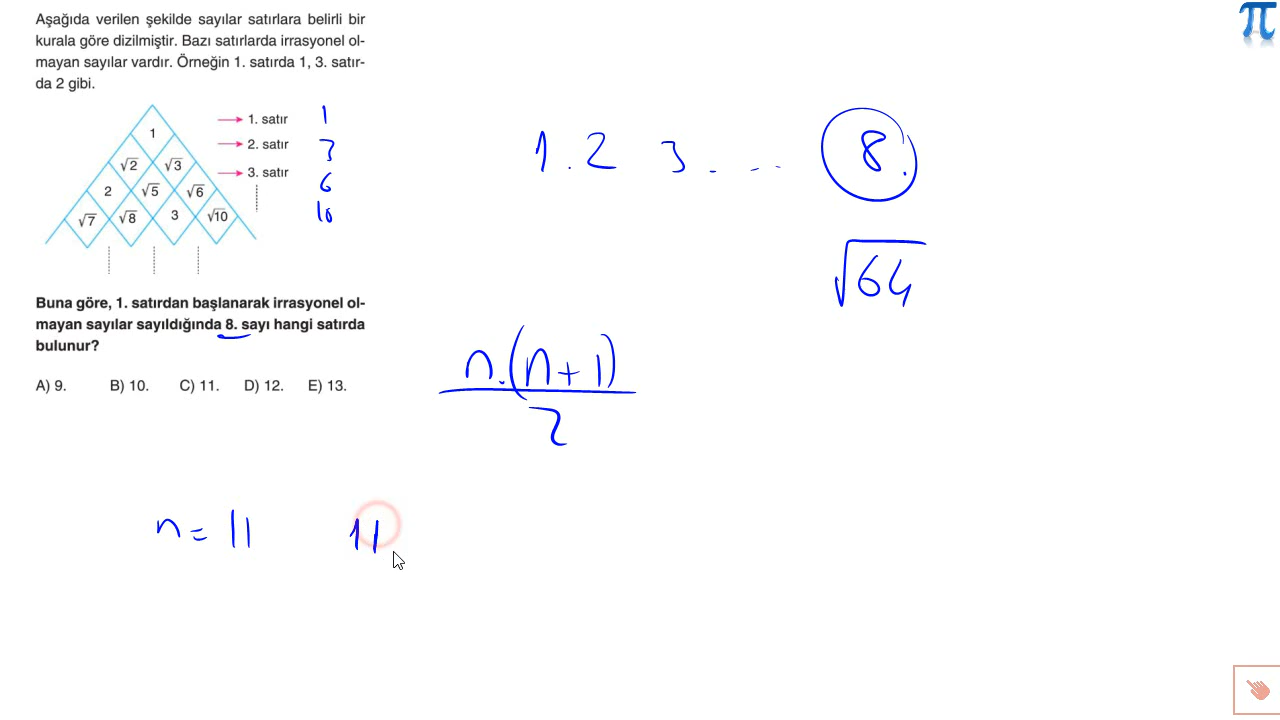 Aşağıda verilen şekilde sayılar satırlara belirli bir
kurala göre dizilmiştir. Bazı satırlarda irrasyonel ol-
mayan sayılar vardır. Örneğin 1. satırda 1, 3. satır-
da 2 gibi.
1 → 1. satır 1
√2 √3 → 2. satır 3
2 √5 √6 → 3. satır 6
√7 √8 3 √10 10
1. 2 3 . . . . 8.
√64
Buna göre, 1. satırdan başlanarak irrasyonel ol-
mayan sayılar sayıldığında 8. sayı hangi satırda
bulunur?
A) 9. B) 10. C) 11. D) 12. E) 13.
n.(n+1)
2
n = 11 11
π